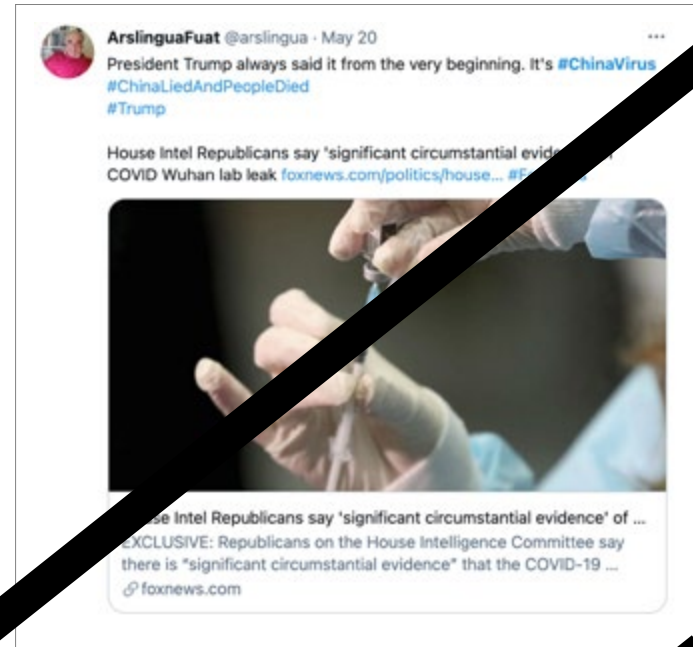 ArslinguaFuat @arslingua · May 20
President Trump always said it from the very beginning. It's #ChinaVirus
#ChinaLiedAndPeopleDied
#Trump
House Intel Republicans say 'significant circumstantial
COVID Wuhan lab leak foxnews.com/politics/house...
Intel Republicans say 'significant circumstantial evidence' of ...
EXCLUSIVE: Republicans on the House Intelligence Committee say
there is "significant circumstantial evidence" that the COVID-19 ...
foxnews.com